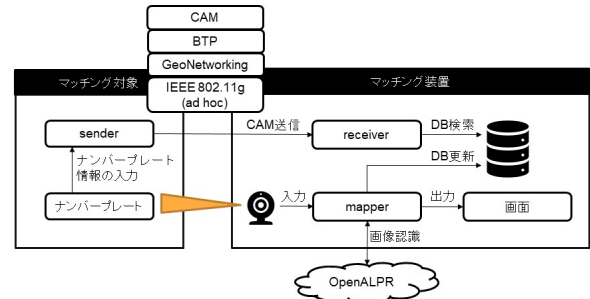 CAM
BTP
GeoNetworking
IEEE 802.11g
(ad hoc)
マッチング対象
マッチング装置
sender
CAM送信
receiver
DB検索
DB更新
ナンバープレート
情報の入力
ナンバープレート
入力
mapper
出力
画面
画像認識
OpenALPR